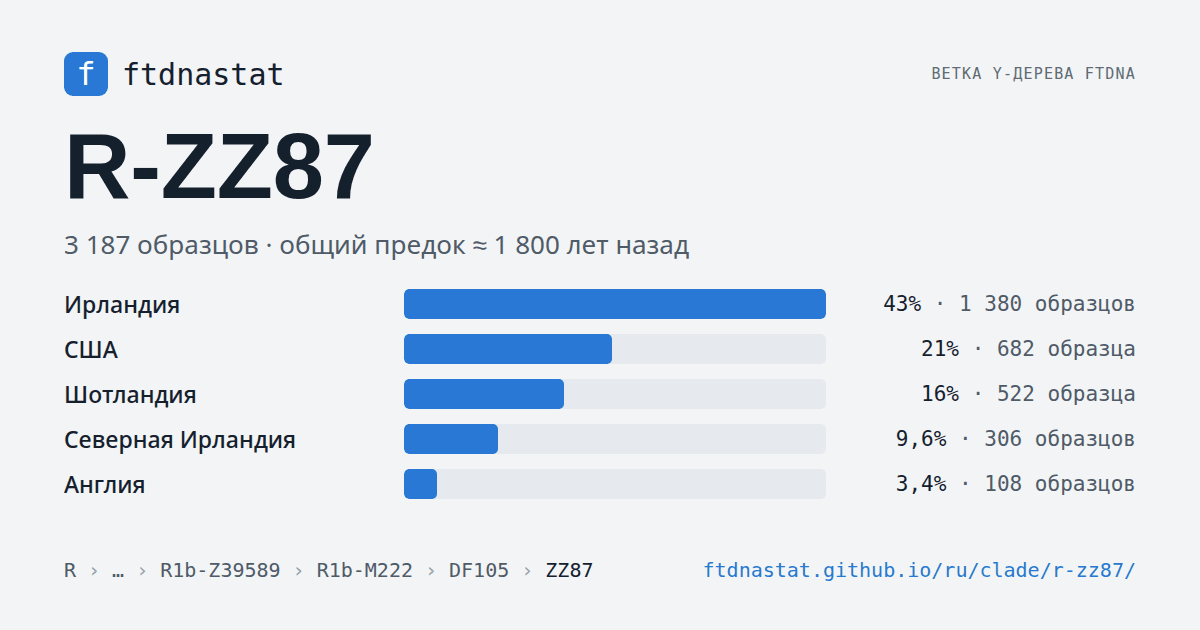 f ftdnastat
ВЕТКА Y-ДЕРЕВА FTDNA
R-ZZ87
3 187 образцов · общий предок ≈ 1 800 лет назад
Ирландия 43% · 1 380 образцов
США 21% · 682 образца
Шотландия 16% · 522 образца
Северная Ирландия 9,6% · 306 образцов
Англия 3,4% · 108 образцов
R › … › R1b-Z39589 › R1b-M222 › DF105 › ZZ87
ftdnastat.github.io/ru/clade/r-zz87/